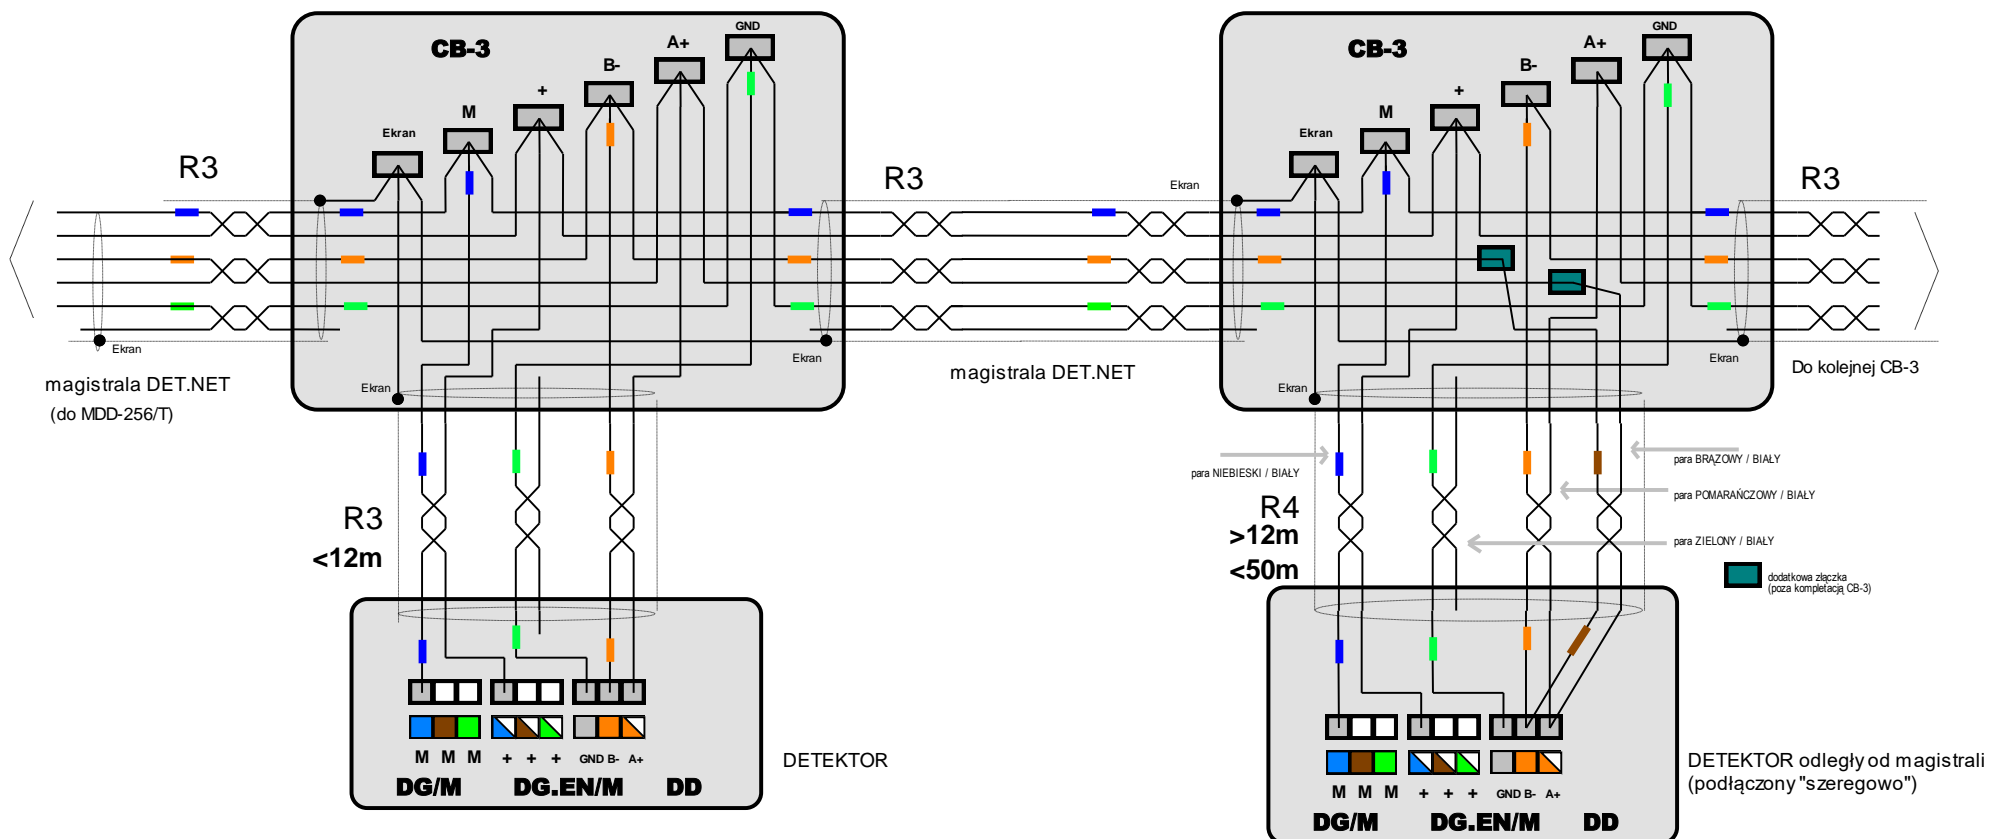 CB-3
GND
A+
B-
+
M
Ekran
R3
Ekran
magistrala DET.NET
(do MDD-256/T)
Ekran
Ekran
R3
Ekran
magistrala DET.NET
CB-3
GND
A+
B-
+
M
Ekran
R3
Ekran
Ekran
Do kolejnej CB-3
R3
<12m
para NIEBIESKI / BIAŁY
R4
>12m
<50m
para BRĄZOWY / BIAŁY
para POMARAŃCZOWY / BIAŁY
para ZIELONY / BIAŁY
dodatkowa złączka
(poza kompletacją CB-3)
M M M + + + GND B- A+
DG/M DG.EN/M DD
DETEKTOR
M M M + + + GND B- A+
DG/M DG.EN/M DD
DETEKTOR odległy od magistrali
(podłączony "szeregowo")